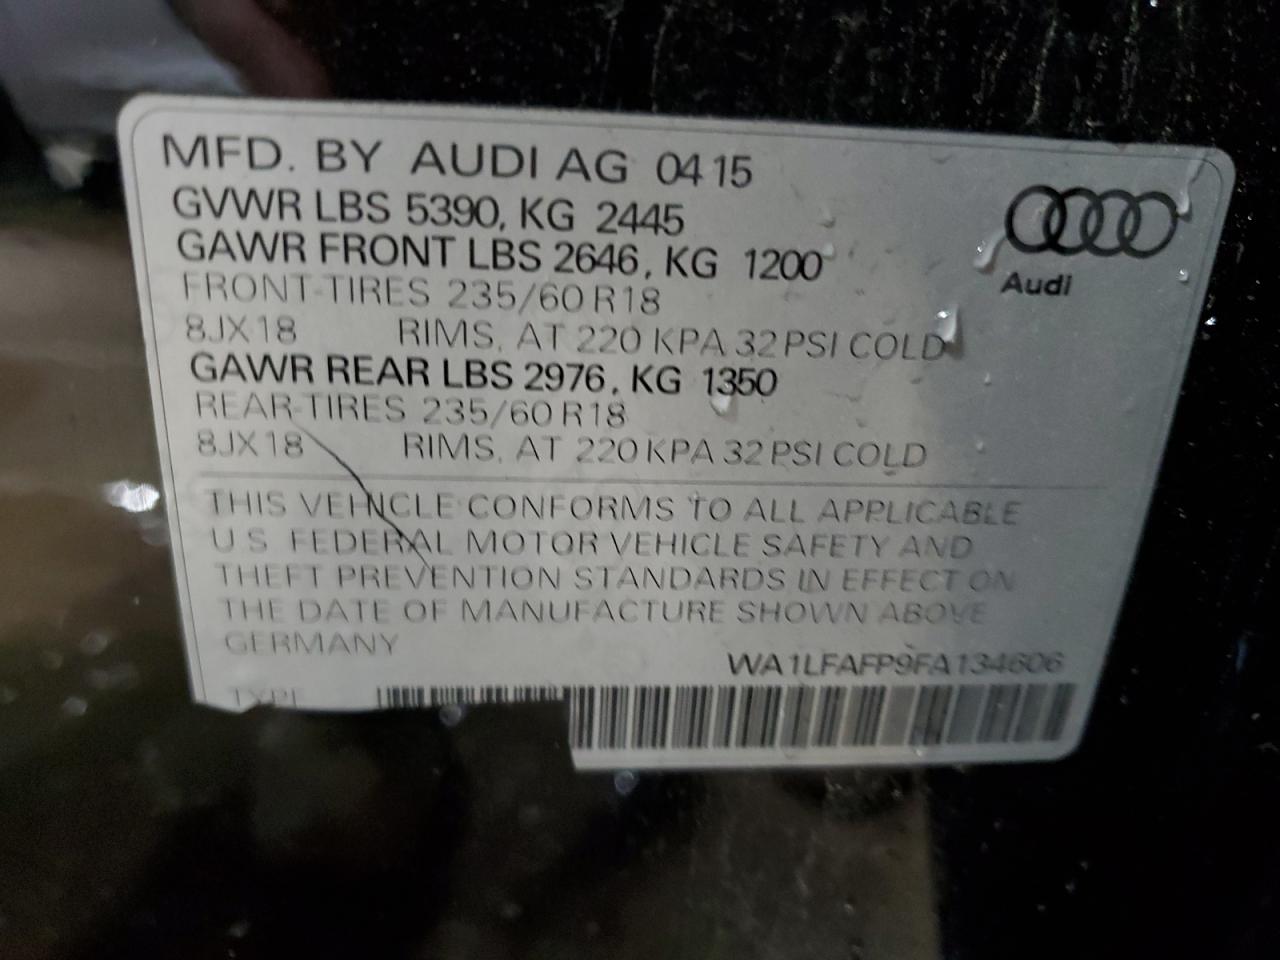 MFD. BY AUDI AG 04 15
GVWR LBS 5390, KG 2445
GAWR FRONT LBS 2646, KG 1200
FRONT-TIRES 235/60 R18
8JX18 RIMS, AT 220 KPA 32 PSI COLD
GAWR REAR LBS 2976, KG 1350
REAR-TIRES 235/60 R18
8JX18 RIMS, AT 220 KPA 32 PSI COLD
Audi
THIS VEHICLE CONFORMS TO ALL APPLICABLE
U S FEDERAL MOTOR VEHICLE SAFETY AND
THEFT PREVENTION STANDARDS IN EFFECT ON
THE DATE OF MANUFACTURE SHOWN ABOVE
GERMANY
WA1LFAFP9FA134606
TYPE